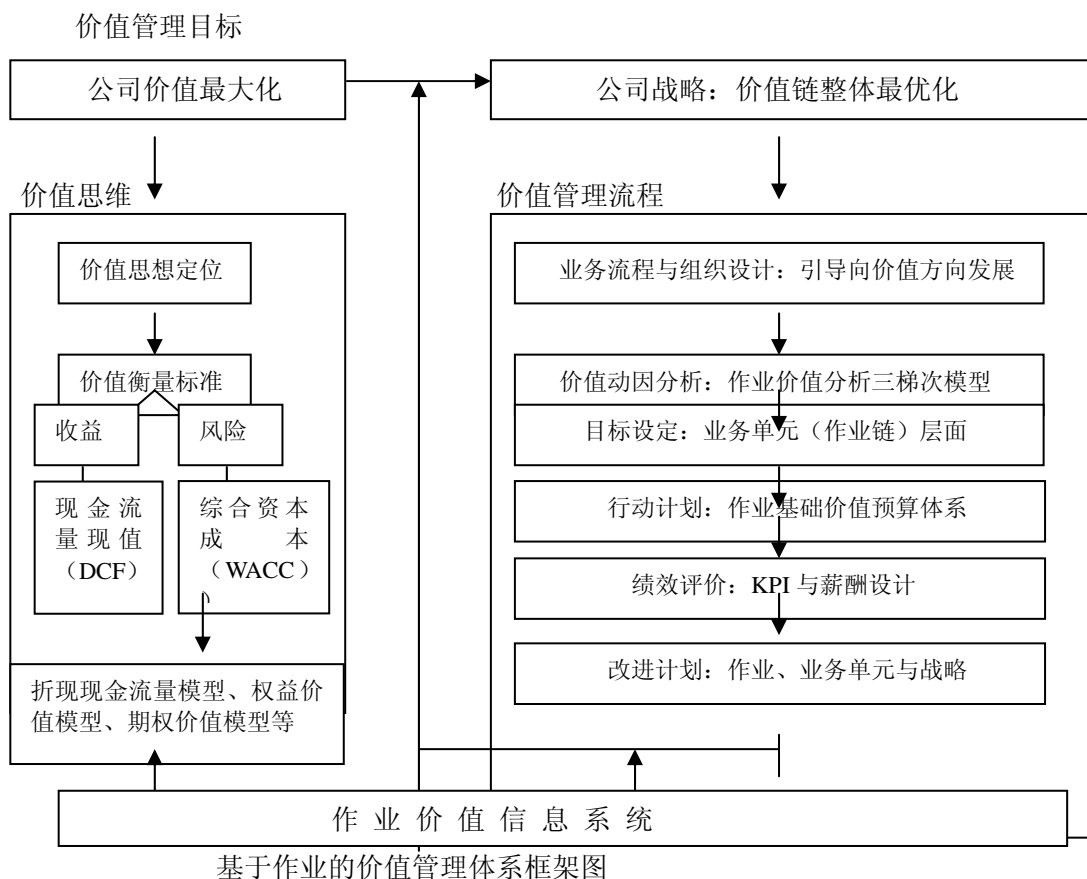 价值管理目标
公司价值最大化
公司战略：价值链整体最优化
价值思维
价值管理流程
价值思想定位
价值衡量标准
收益
风险
现金流
量现值
（DCF）
综合资本
成本
（WACC）
折现现金流量模型、权益价
值模型、期权价值模型等
业务流程与组织设计：引导向价值方向发展
价值动因分析：作业价值分析三梯次模型
目标设定：业务单元（作业链）层面
行动计划：作业基础价值预算体系
绩效评价：KPI 与薪酬设计
改进计划：作业、业务单元与战略
作业价值信息系统
基于作业的价值管理体系框架图